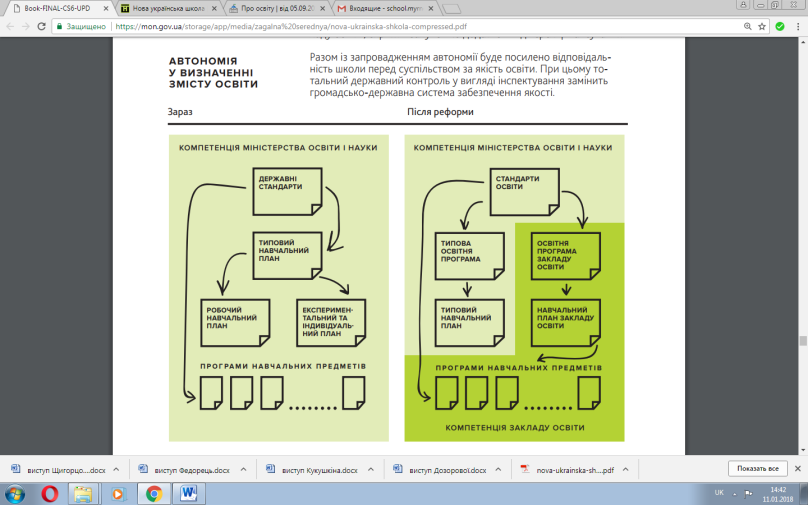 Book-FINAL-CS6-UPD
Нова українська школа
Про освіту | від 05.09.20
Входящие - school.mym
Защищено
https://mon.gov.ua/storage/app/media/zagalna%20serednya/nova-ukrainska-shkola-compressed.pdf
АВТОНОМІЯ
У ВИЗНАЧЕННІ
ЗМІСТУ ОСВІТИ
Разом із запровадженням автономії буде посилено відповідаль-
ність школи перед суспільством за якість освіти. При цьому то-
тальний державний контроль у вигляді інспектування замінить
громадсько-державна система забезпечення якості.
Зараз
Після реформи
КОМПЕТЕНЦІЯ МІНІСТЕРСТВА ОСВІТИ І НАУКИ
ДЕРЖАВНІ
СТАНДАРТИ
ТИПОВИЙ
НАВЧАЛЬНИЙ
ПЛАН
РОБОЧИЙ
НАВЧАЛЬНИЙ
ПЛАН
ЕКСПЕРИМЕН-
ТАЛЬНИЙ ТА
ІНДИВІДУАЛЬ-
НИЙ ПЛАН
ПРОГРАМИ НАВЧАЛЬНИХ ПРЕДМЕТІВ
КОМПЕТЕНЦІЯ МІНІСТЕРСТВА ОСВІТИ І НАУКИ
СТАНДАРТИ
ОСВІТИ
ТИПОВА
ОСВІТНЯ
ПРОГРАМА
ОСВІТНЯ
ПРОГРАМА
ЗАКЛАДУ
ОСВІТИ
ТИПОВИЙ
НАВЧАЛЬНИЙ
ПЛАН
НАВЧАЛЬНИЙ
ПЛАН ЗАКЛАДУ
ОСВІТИ
ПРОГРАМИ НАВЧАЛЬНИХ ПРЕДМЕТІВ
КОМПЕТЕНЦІЯ ЗАКЛАДУ ОСВІТИ
виступ Щигорцо....docx
виступ Федорець.docx
виступ Кукушкіна.docx
виступ Дозорової.docx
nova-ukrainska-sh....pdf
Показать все
UK
14:42
11.01.2018